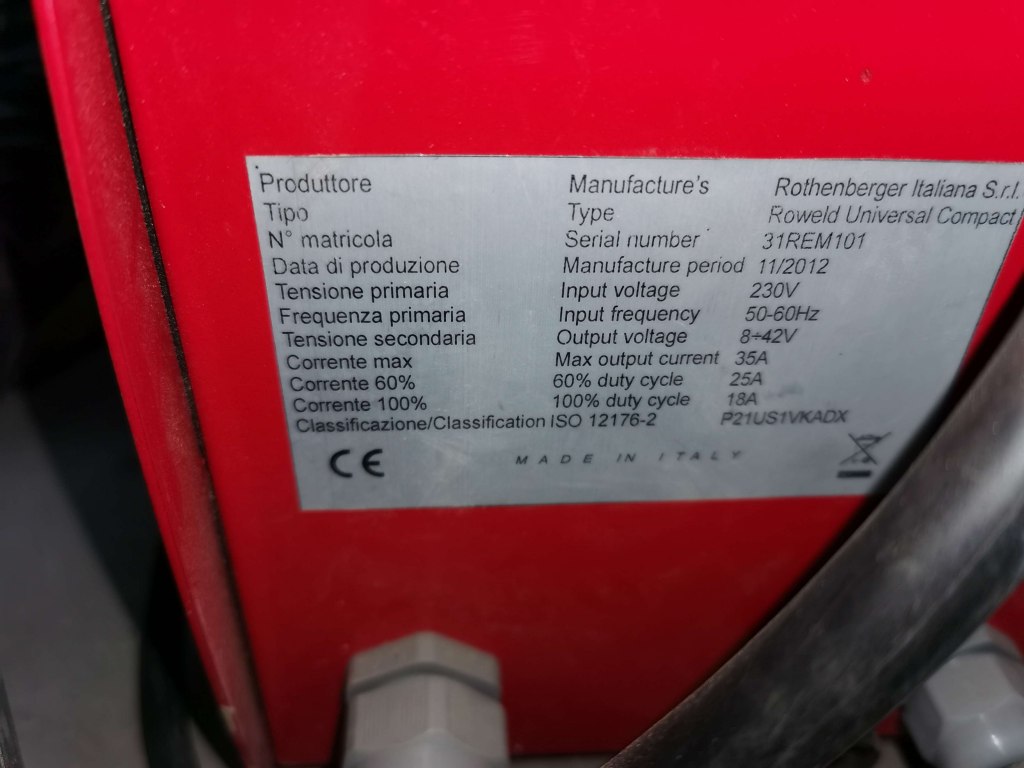 Produttore Manufacture's Rothenberger Italiana S.r.l.
Tipo Type Roweld Universal Compact
N° matricola Serial number 31REM101
Data di produzione Manufacture period 11/2012
Tensione primaria Input voltage 230V
Frequenza primaria Input frequency 50-60Hz
Tensione secondaria Output voltage 8÷42V
Corrente max Max output current 35A
Corrente 60% 60% duty cycle 25A
Corrente 100% 100% duty cycle 18A
Classificazione/Classification ISO 12176-2 P21US1VKADX
CE MADE IN ITALY